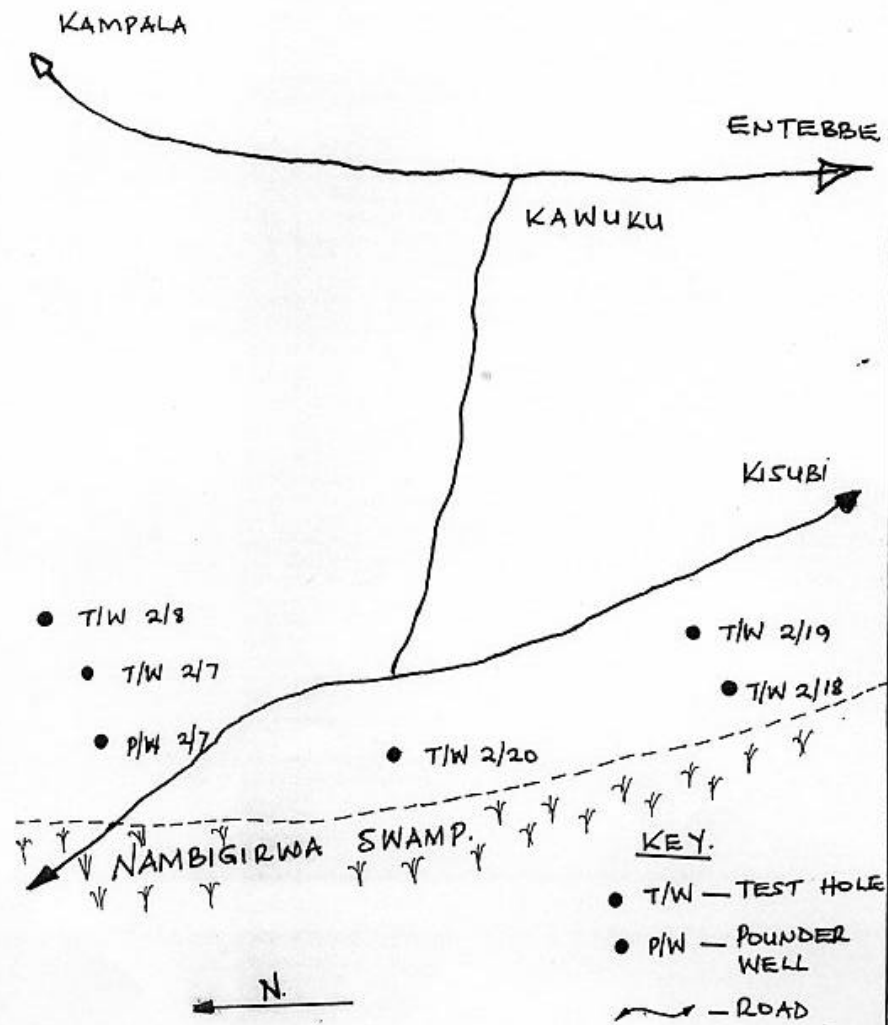 KAMPALA
ENTEBBE
KAWUKU
KISUBI
T/W 2/8
T/W 2/19
T/W 2/7
T/W 2/18
P/W 2/7
T/W 2/20
NAMBIGIRWA SWAMP.
KEY.
T/W — TEST HOLE
P/W — POUNDER
WELL
N.
— ROAD